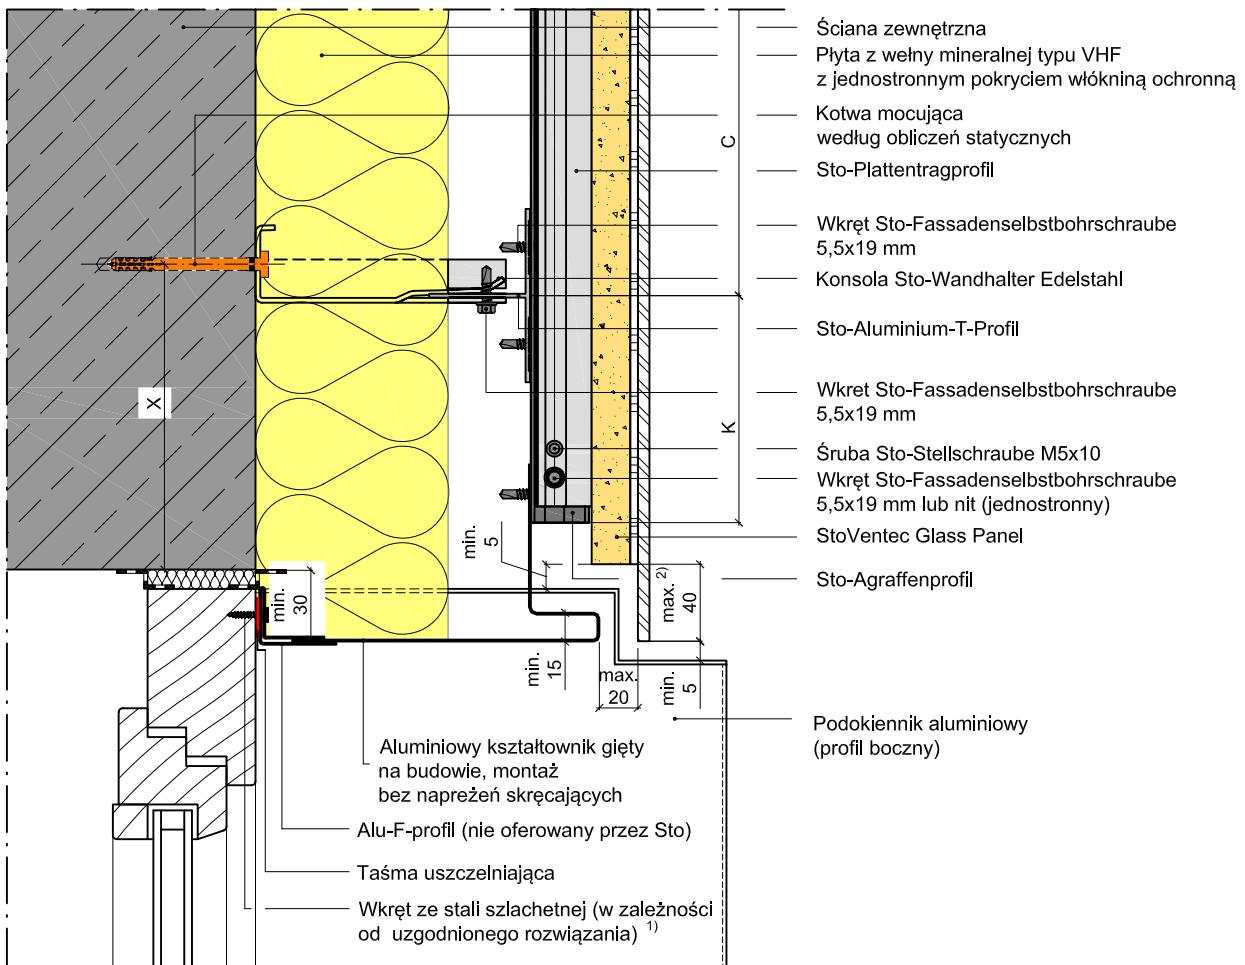 Ściana zewnętrzna
Płyta z wełny mineralnej typu VHF
z jednostronnym pokryciem włókniną ochronną
Kotwa mocująca
według obliczeń statycznych
Sto-Plattentragprofil
Wkręt Sto-Fassadenselbstbohrschraube
5,5x19 mm
Konsola Sto-Wandhalter Edelstahl
Sto-Aluminium-T-Profil
Wkret Sto-Fassadenselbstbohrschraube
5,5x19 mm
Śruba Sto-Stellschraube M5x10
Wkręt Sto-Fassadenselbstbohrschraube
5,5x19 mm lub nit (jednostronny)
StoVentec Glass Panel
Sto-Agraffenprofil
Podokiennik aluminiowy
(profil boczny)
C
K
X
min.
5
min.
30
max. 2)
40
min.
15
max.
20
min.
5
Aluminiowy kształtownik gięty
na budowie, montaż
bez naprężeń skręcających
Alu-F-profil (nie oferowany przez Sto)
Taśma uszczelniająca
Wkręt ze stali szlachetnej (w zależności
od uzgodnionego rozwiązania) 1)